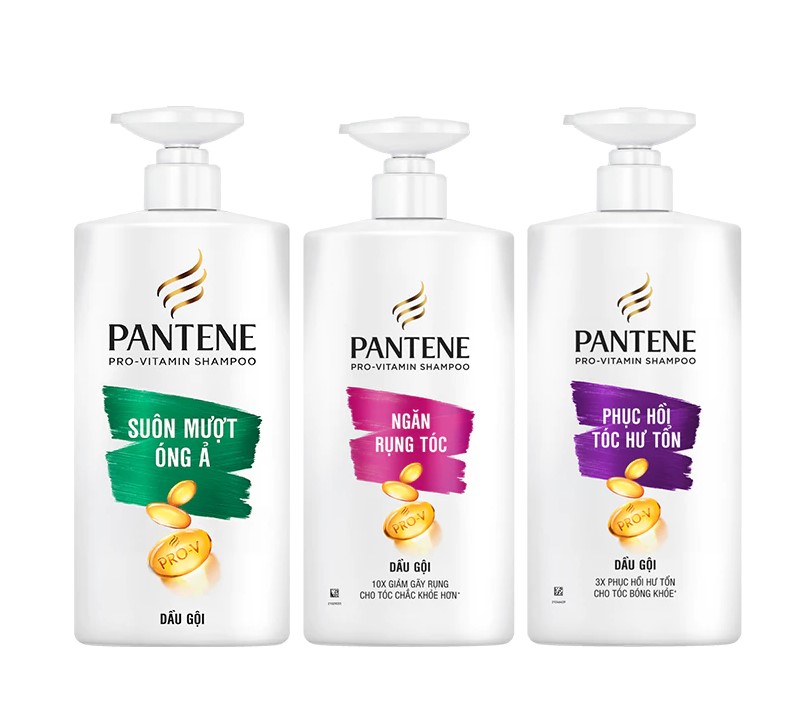 PANTENE
PRO-VITAMIN SHAMPOO
SUÔN MƯỢT
ÓNG Ả
PRO-V
DẦU GỘI
PANTENE
PRO-VITAMIN SHAMPOO
NGĂN
RỤNG TÓC
PRO-V
DẦU GỘI
10X GIẢM GÃY RỤNG
CHO TÓC CHẮC KHỎE HƠN*
PANTENE
PRO-VITAMIN SHAMPOO
PHỤC HỒI
TÓC HƯ TỔN
PRO-V
DẦU GỘI
3X PHỤC HỒI HƯ TỔN
CHO TÓC BÓNG KHỎE*